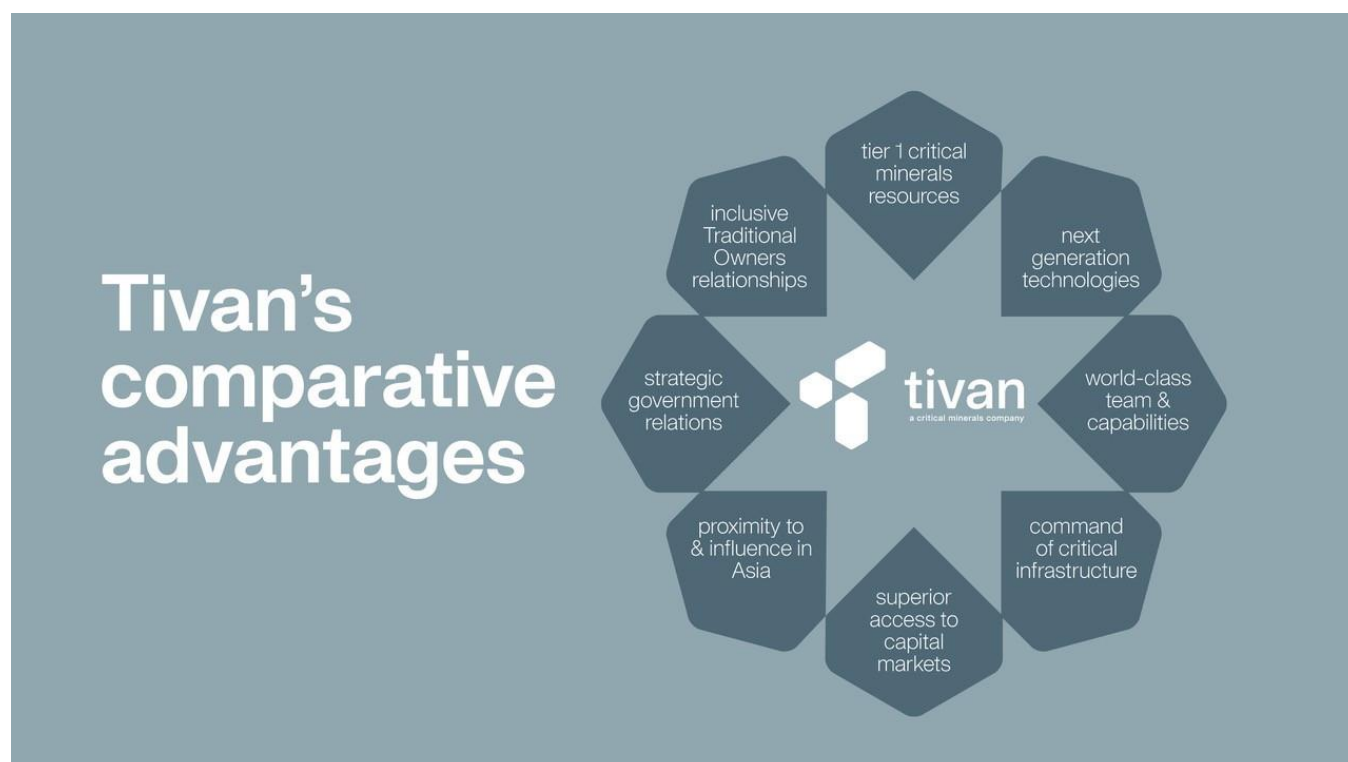 Tivan’s
comparative
advantages
tier 1 critical
minerals
resources
next
generation
technologies
world-class
team &
capabilities
command
of critical
infrastructure
superior
access to
capital
markets
proximity to
& influence in
Asia
strategic
government
relations
inclusive
Traditional
Owners
relationships
tivan
a critical minerals company